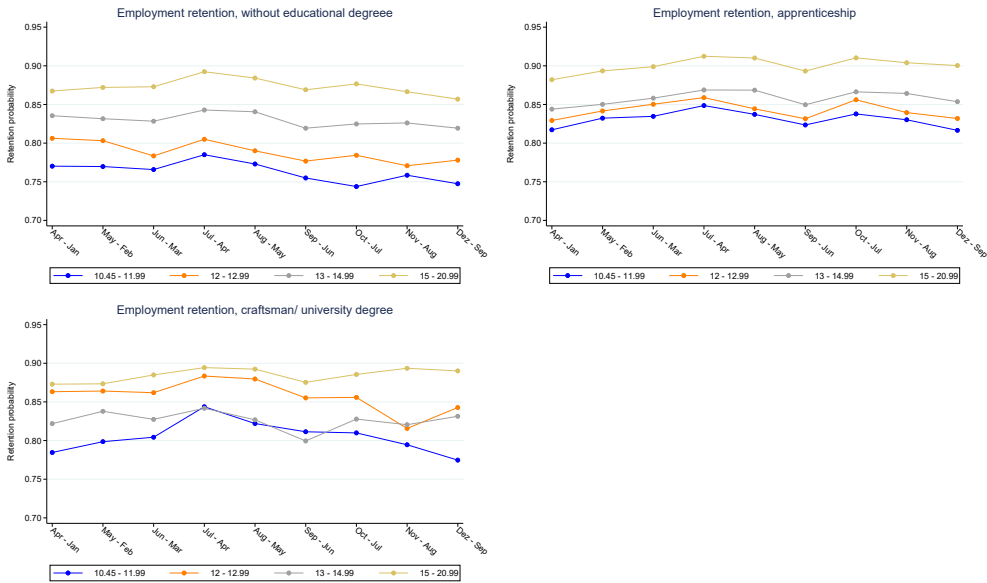 Employment retention, without educational degreee
Retention probability
0.95
0.90
0.85
0.80
0.75
0.70
Apr - Jan
May - Feb
Jun - Mar
Jul - Apr
Aug - May
Sep - Jun
Oct - Jul
Nov - Aug
Dez - Sep
10.45 - 11.99 12 - 12.99 13 - 14.99 15 - 20.99
Employment retention, apprenticeship
Retention probability
0.95
0.90
0.85
0.80
0.75
0.70
Apr - Jan
May - Feb
Jun - Mar
Jul - Apr
Aug - May
Sep - Jun
Oct - Jul
Nov - Aug
Dez - Sep
10.45 - 11.99 12 - 12.99 13 - 14.99 15 - 20.99
Employment retention, craftsman/ university degree
Retention probability
0.95
0.90
0.85
0.80
0.75
0.70
Apr - Jan
May - Feb
Jun - Mar
Jul - Apr
Aug - May
Sep - Jun
Oct - Jul
Nov - Aug
Dez - Sep
10.45 - 11.99 12 - 12.99 13 - 14.99 15 - 20.99